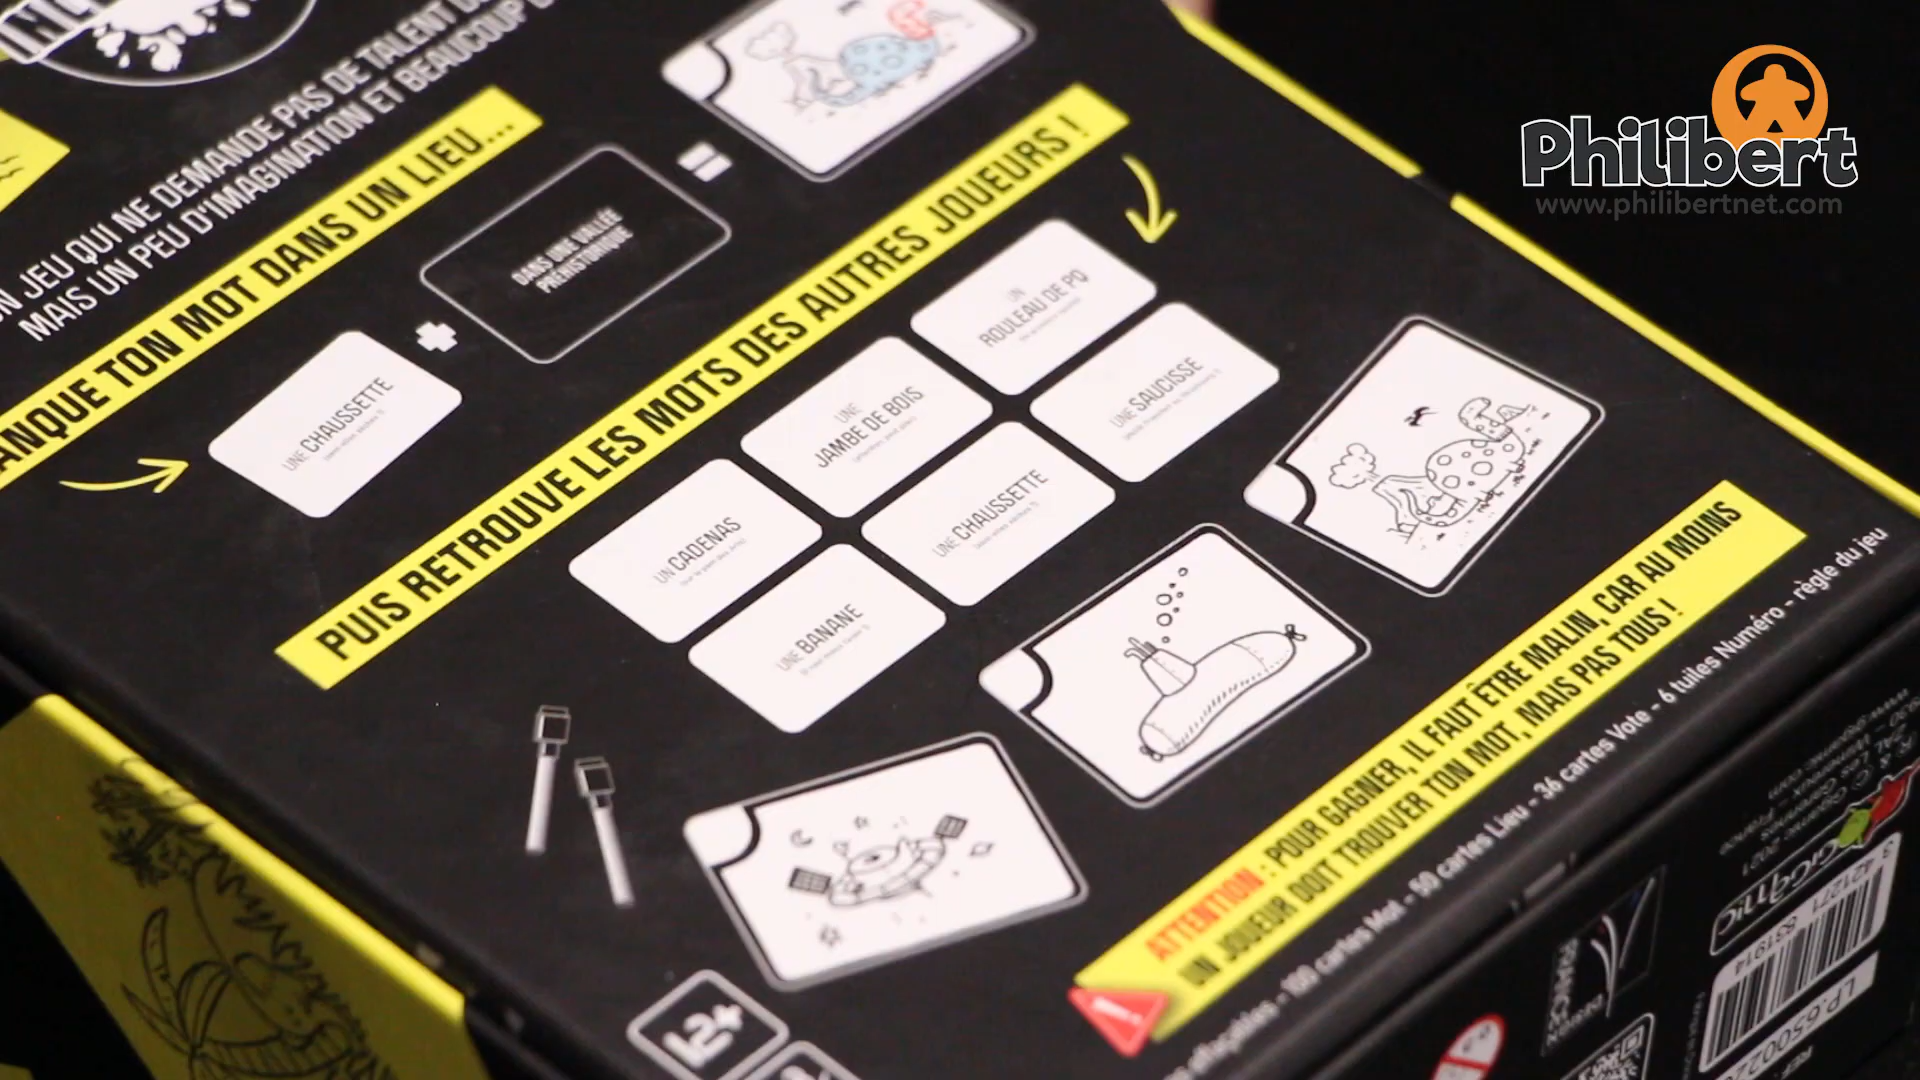 JEU QUI NE DEMANDE PAS DE TALENT
MAIS UN PEU D'IMAGINATION ET BEAUCOUP
ANQUE TON MOT DANS UN LIEU...
UNE CHAUSSETTE
DANS UNE VALLÉE
PRÉHISTORIQUE
PUIS RETROUVE LES MOTS DES AUTRES JOUEURS !
UN
ROULEAU DE PQ
UNE
JAMBE DE BOIS
UNE SAUCISSE
UN CADENAS
UNE CHAUSSETTE
UNE BANANE
ATTENTION : POUR GAGNER, IL FAUT ÊTRE MALIN, CAR AU MOINS
UN JOUEUR DOIT TROUVER TON MOT, MAIS PAS TOUS !
effaçables - 100 cartes Mot - 50 cartes Lieu - 36 cartes Vote - 6 tuiles Numéro - règle du jeu
12+
Philibert
www.philibertnet.com